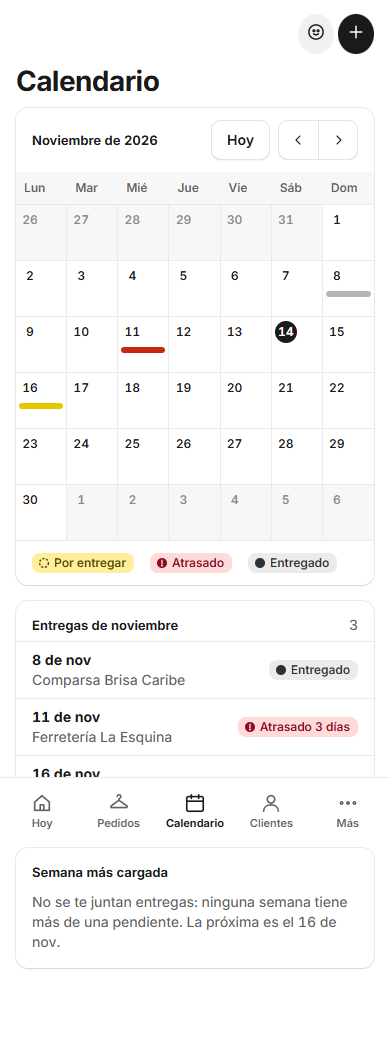 Calendario
Noviembre de 2026
Hoy
Lun Mar Mié Jue Vie Sáb Dom
26 27 28 29 30 31 1
2 3 4 5 6 7 8
9 10 11 12 13 14 15
16 17 18 19 20 21 22
23 24 25 26 27 28 29
30 1 2 3 4 5 6
Por entregar Atrasado Entregado
Entregas de noviembre 3
8 de nov
Entregado
Comparsa Brisa Caribe
11 de nov
Atrasado 3 días
Ferretería La Esquina
16 de nov
Hoy Pedidos Calendario Clientes Más
Semana más cargada
No se te juntan entregas: ninguna semana tiene
más de una pendiente. La próxima es el 16 de
nov.